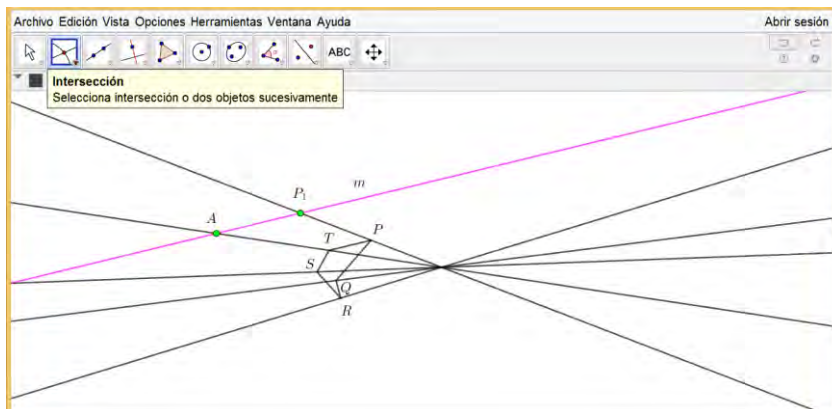 Archivo Edición Vista Opciones Herramientas Ventana Ayuda Abrir sesión
ABC
Intersección
Selecciona intersección o dos objetos sucesivamente
m
P₁
A
P
T
S
Q
R